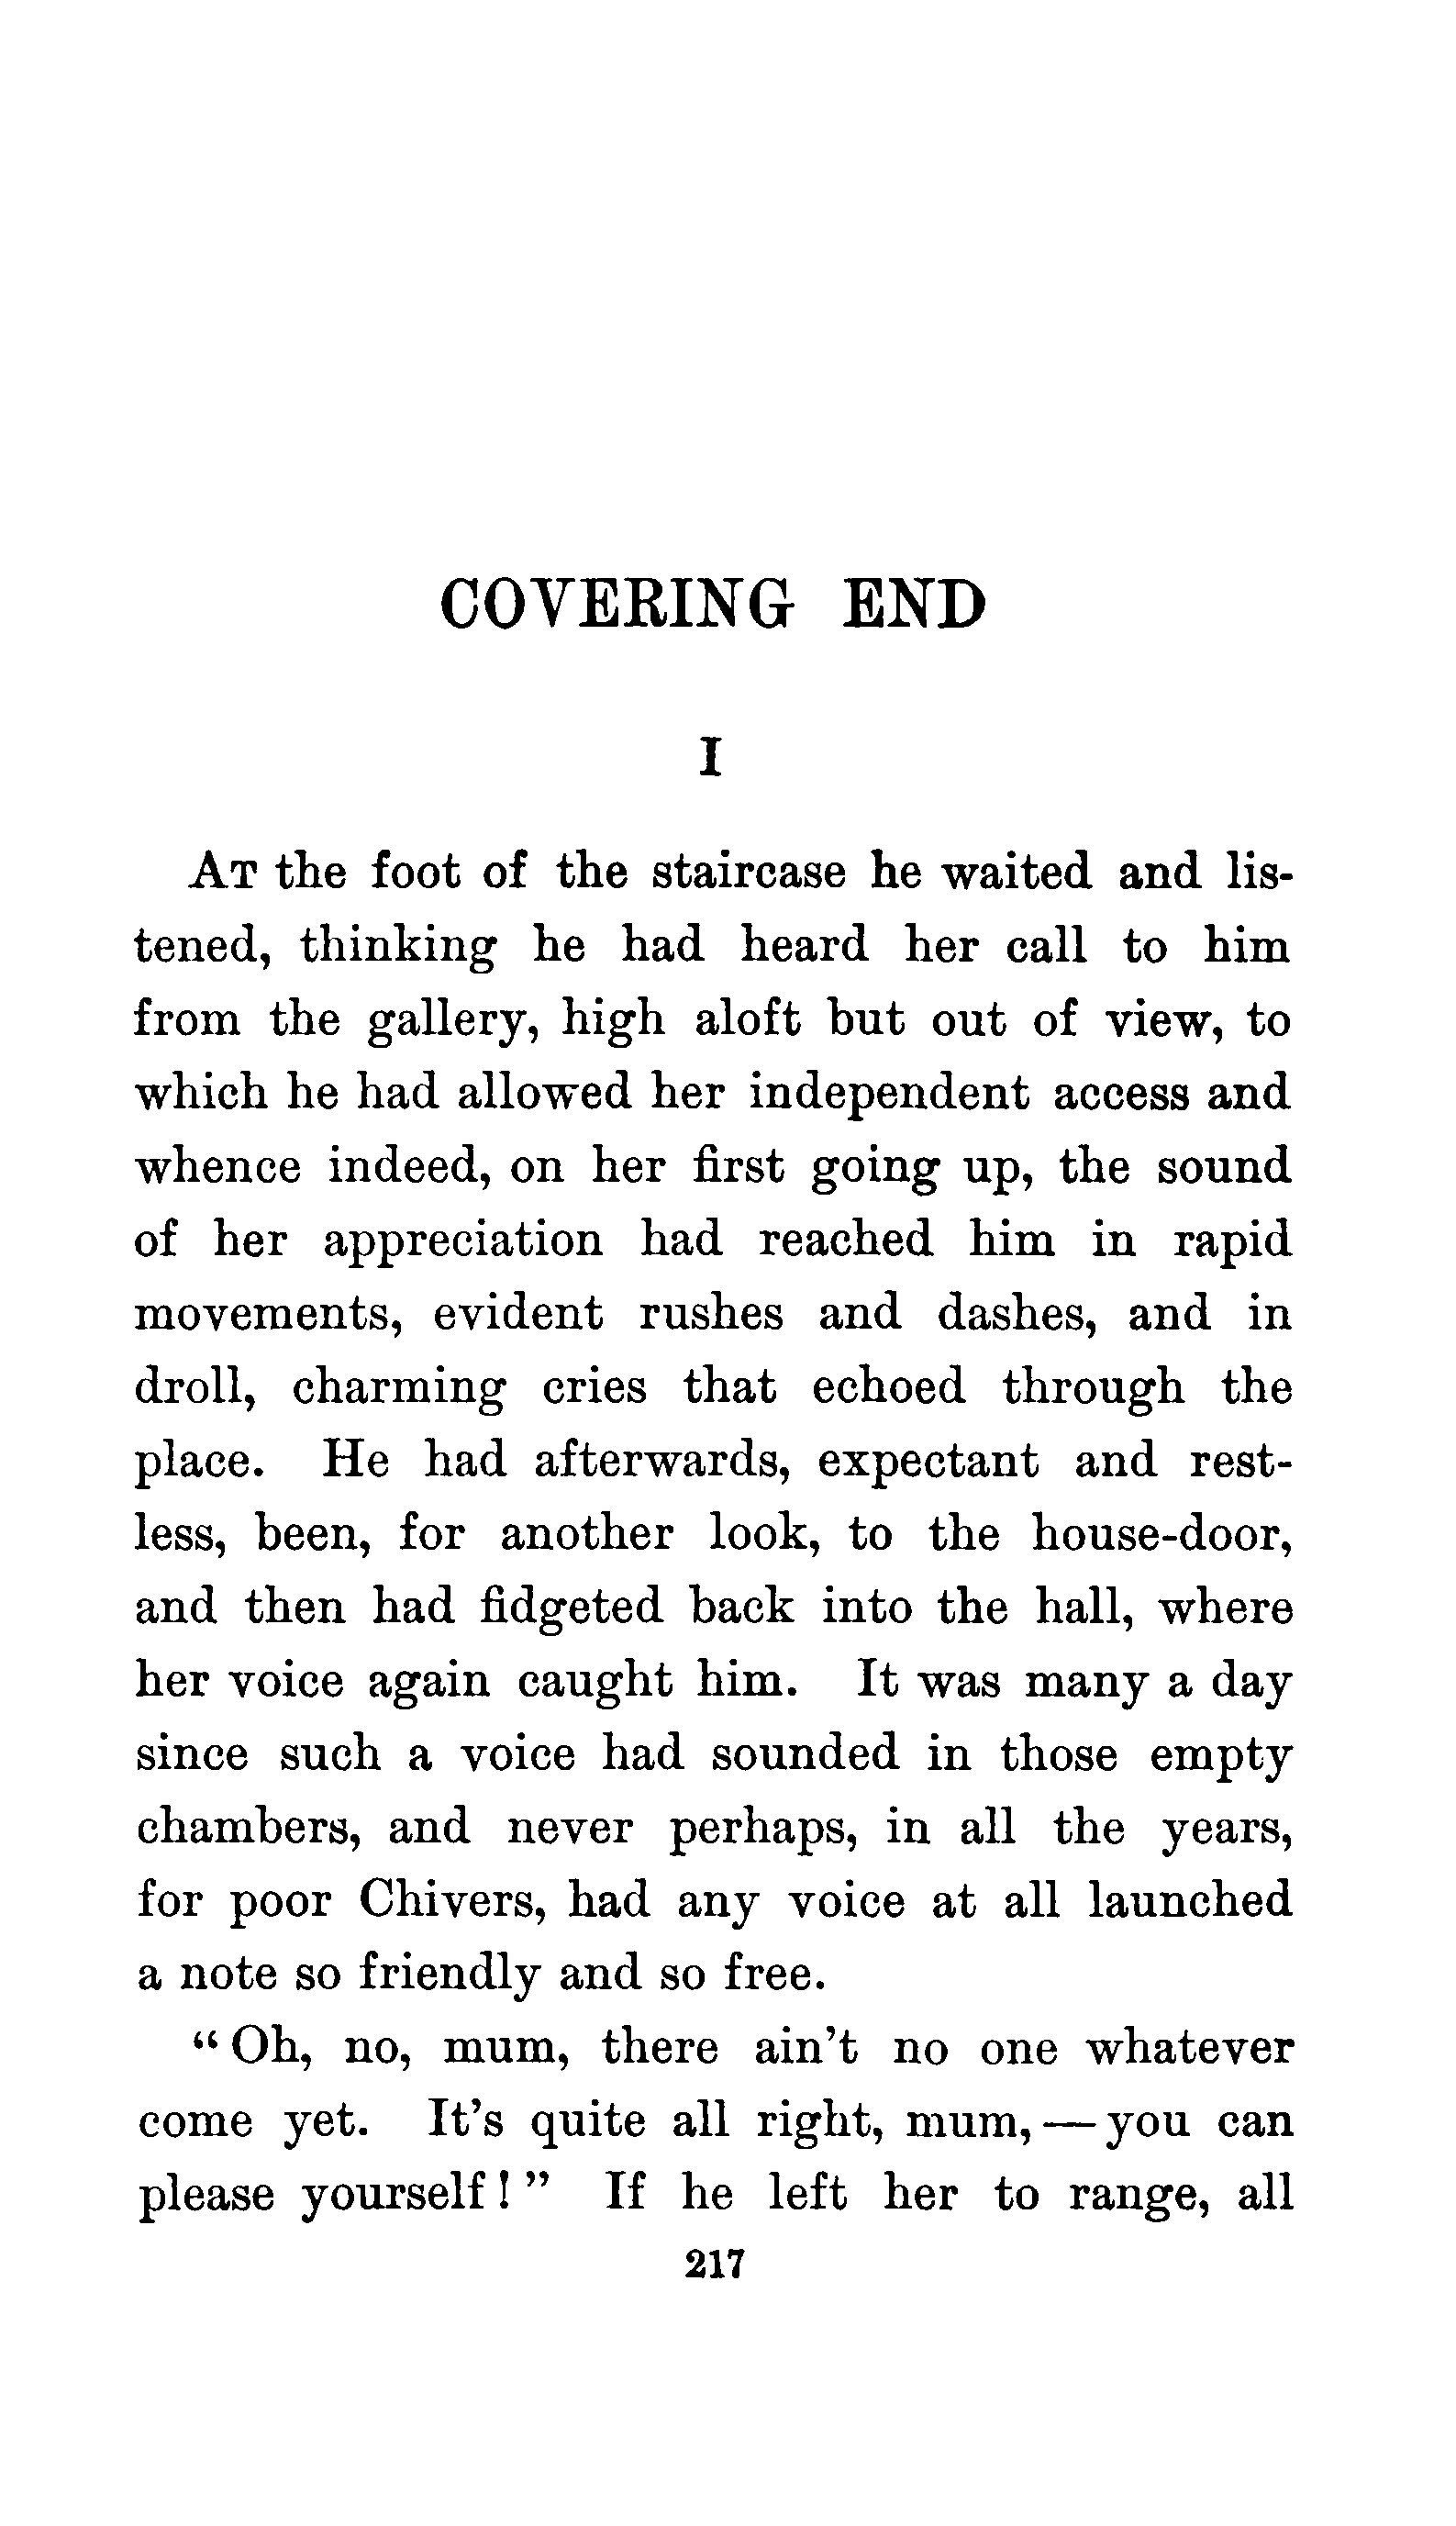 COVERING END
I
AT the foot of the staircase he waited and lis-
tened, thinking he had heard her call to him
from the gallery, high aloft but out of view, to
which he had allowed her independent access and
whence indeed, on her first going up, the sound
of her appreciation had reached him in rapid
movements, evident rushes and dashes, and in
droll, charming cries that echoed through the
place. He had afterwards, expectant and rest-
less, been, for another look, to the house-door,
and then had fidgeted back into the hall, where
her voice again caught him. It was many a day
since such a voice had sounded in those empty
chambers, and never perhaps, in all the years,
for poor Chivers, had any voice at all launched
a note so friendly and so free.
“Oh, no, mum, there ain’t no one whatever
come yet. It’s quite all right, mum,—you can
please yourself!” If he left her to range, all
217